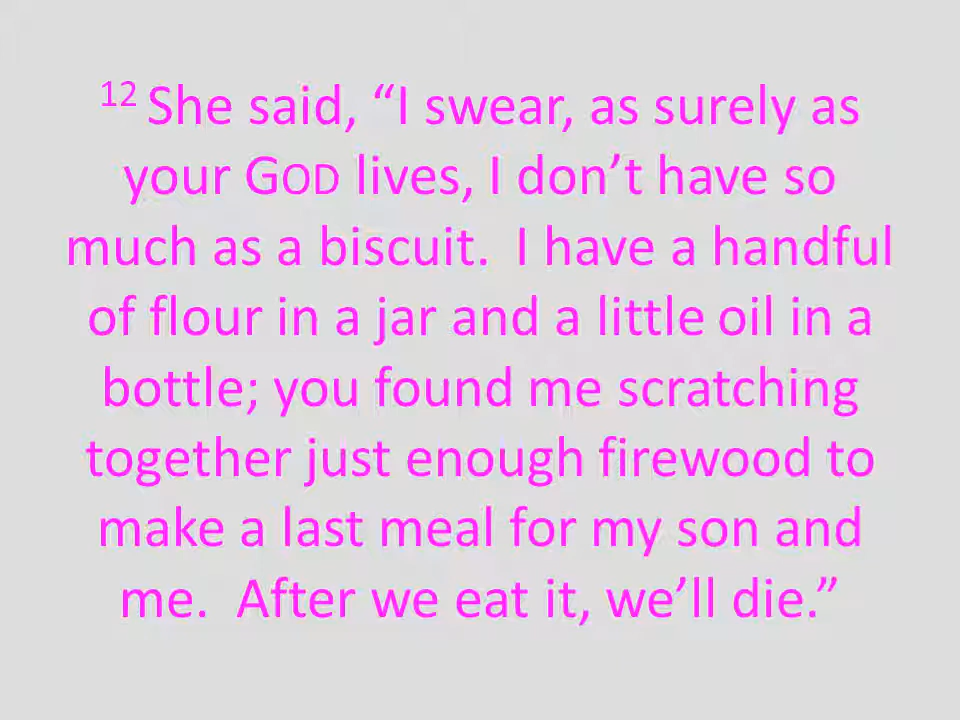 12 She said, “I swear, as surely as
your GOD lives, I don’t have so
much as a biscuit.  I have a handful
of flour in a jar and a little oil in a
bottle; you found me scratching
together just enough firewood to
make a last meal for my son and
me.  After we eat it, we’ll die.”